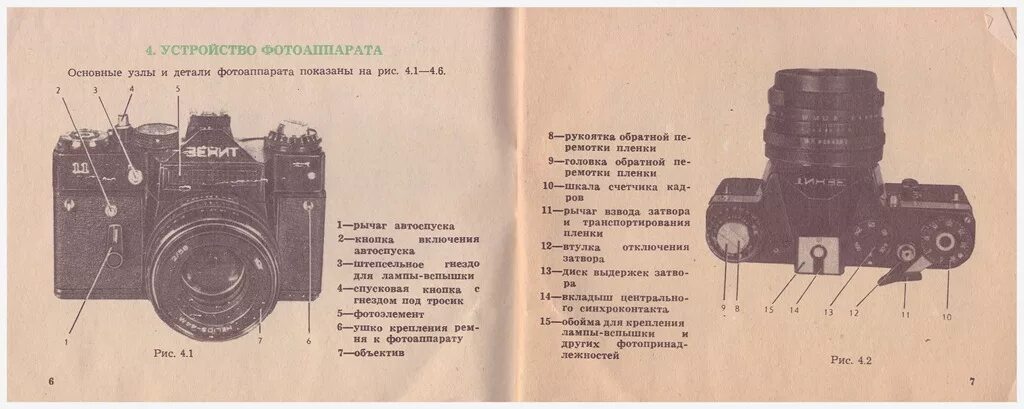 4. УСТРОЙСТВО ФОТОАППАРАТА
Основные узлы и детали фотоаппарата показаны на рис. 4.1—4.6.
2
3
4
5
ЗЕНИТ
11
HELIOS-44M
1
7
6
1—рычаг автоспуска
2—кнопка включения
автоспуска
3—штепсельное гнездо
для лампы-вспышки
4—спусковая кнопка с
гнездом под тросик
5—фотоэлемент
6—ушко крепления рем-
ня к фотоаппарату
7—объектив
Рис. 4.1
6
8—рукоятка обратной пе-
ремотки пленки
9—головка обратной пе-
ремотки пленки
10—шкала счетчика кад-
ров
11—рычаг взвода затвора
и транспортирования
пленки
12—втулка отключения
затвора
13—диск выдержек затво-
ра
14—вкладыш центрально-
го синхроконтакта
15—обойма для крепления
лампы-вспышки и
других фотопринад-
лежностей
ЗЕНИТ
9 8 15 14 13 12 11 10
Рис. 4.2
7